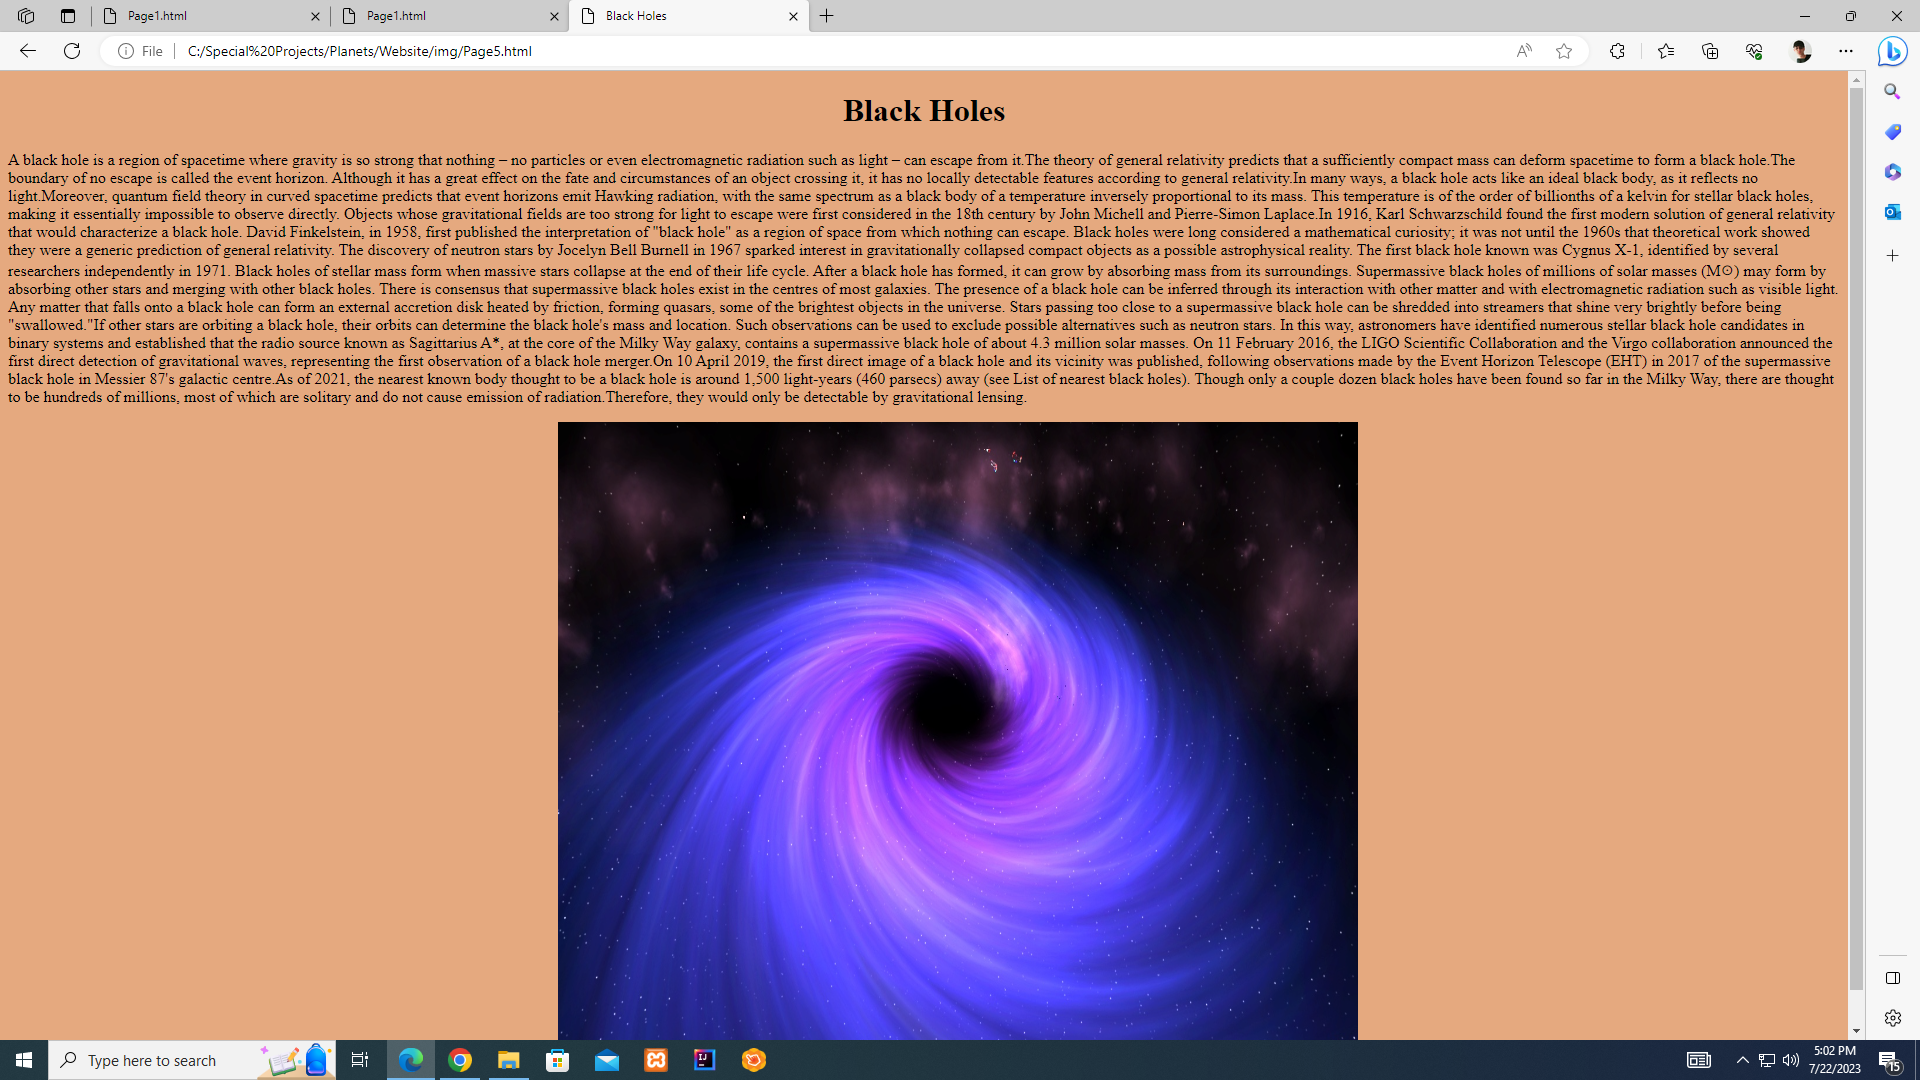 Page1.html
Page1.html
Black Holes
File
C:/Special%20Projects/Planets/Website/img/Page5.html
Black Holes
A black hole is a region of spacetime where gravity is so strong that nothing – no particles or even electromagnetic radiation such as light – can escape from it.The theory of general relativity predicts that a sufficiently compact mass can deform spacetime to form a black hole.The
boundary of no escape is called the event horizon. Although it has a great effect on the fate and circumstances of an object crossing it, it has no locally detectable features according to general relativity.In many ways, a black hole acts like an ideal black body, as it reflects no
light.Moreover, quantum field theory in curved spacetime predicts that event horizons emit Hawking radiation, with the same spectrum as a black body of a temperature inversely proportional to its mass. This temperature is of the order of billionths of a kelvin for stellar black holes,
making it essentially impossible to observe directly. Objects whose gravitational fields are too strong for light to escape were first considered in the 18th century by John Michell and Pierre-Simon Laplace.In 1916, Karl Schwarzschild found the first modern solution of general relativity
that would characterize a black hole. David Finkelstein, in 1958, first published the interpretation of "black hole" as a region of space from which nothing can escape. Black holes were long considered a mathematical curiosity; it was not until the 1960s that theoretical work showed
they were a generic prediction of general relativity. The discovery of neutron stars by Jocelyn Bell Burnell in 1967 sparked interest in gravitationally collapsed compact objects as a possible astrophysical reality. The first black hole known was Cygnus X-1, identified by several
researchers independently in 1971. Black holes of stellar mass form when massive stars collapse at the end of their life cycle. After a black hole has formed, it can grow by absorbing mass from its surroundings. Supermassive black holes of millions of solar masses (M☉) may form by
absorbing other stars and merging with other black holes. There is consensus that supermassive black holes exist in the centres of most galaxies. The presence of a black hole can be inferred through its interaction with other matter and with electromagnetic radiation such as visible light.
Any matter that falls onto a black hole can form an external accretion disk heated by friction, forming quasars, some of the brightest objects in the universe. Stars passing too close to a supermassive black hole can be shredded into streamers that shine very brightly before being
"swallowed."If other stars are orbiting a black hole, their orbits can determine the black hole's mass and location. Such observations can be used to exclude possible alternatives such as neutron stars. In this way, astronomers have identified numerous stellar black hole candidates in
binary systems and established that the radio source known as Sagittarius A*, at the core of the Milky Way galaxy, contains a supermassive black hole of about 4.3 million solar masses. On 11 February 2016, the LIGO Scientific Collaboration and the Virgo collaboration announced the
first direct detection of gravitational waves, representing the first observation of a black hole merger.On 10 April 2019, the first direct image of a black hole and its vicinity was published, following observations made by the Event Horizon Telescope (EHT) in 2017 of the supermassive
black hole in Messier 87's galactic centre.As of 2021, the nearest known body thought to be a black hole is around 1,500 light-years (460 parsecs) away (see List of nearest black holes). Though only a couple dozen black holes have been found so far in the Milky Way, there are thought
to be hundreds of millions, most of which are solitary and do not cause emission of radiation.Therefore, they would only be detectable by gravitational lensing.
Type here to search
5:02 PM
7/22/2023
15